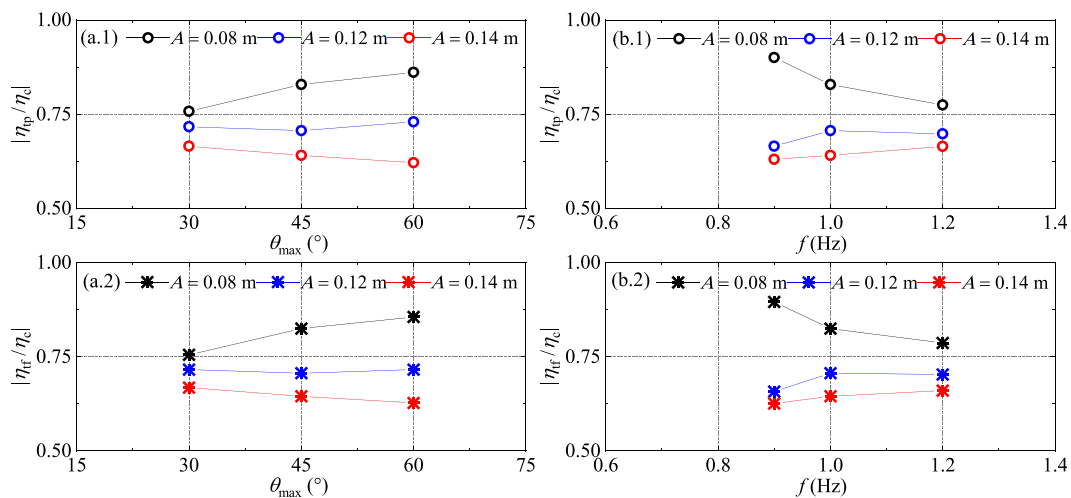 (a.1) A = 0.08 m A = 0.12 m A = 0.14 m
|ηtp/ηc|
1.00
0.75
0.50
15 30 45 60 75
θmax (°)
(b.1) A = 0.08 m A = 0.12 m A = 0.14 m
|ηtp/ηc|
1.00
0.75
0.50
0.6 0.8 1.0 1.2 1.4
f (Hz)
(a.2) A = 0.08 m A = 0.12 m A = 0.14 m
|ηtf/ηc|
1.00
0.75
0.50
15 30 45 60 75
θmax (°)
(b.2) A = 0.08 m A = 0.12 m A = 0.14 m
|ηtf/ηc|
1.00
0.75
0.50
0.6 0.8 1.0 1.2 1.4
f (Hz)